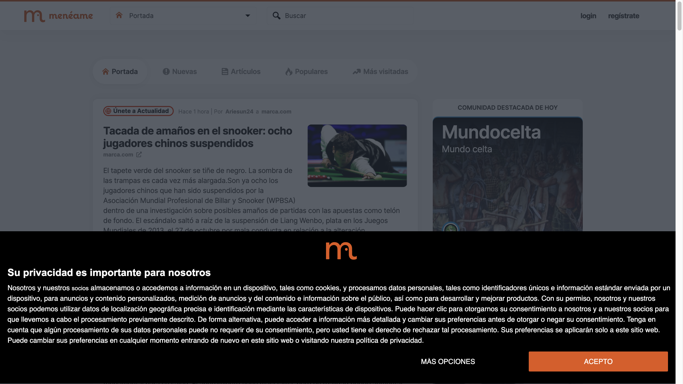 menéame
Portada
Buscar
login
regístrate
Portada
Nuevas
Artículos
Populares
Más visitadas
Únete a Actualidad
marca.com
Tacada de amaños en el snooker: ocho
jugadores chinos suspendidos
marca.com
El tapete verde del snooker se tiñe de negro. La sombra de
las trampas es cada vez más alargada.Son ya ocho los
jugadores chinos que han sido suspendidos por la
Asociación Mundial Profesional de Billar y Snooker (WPBSA)
dentro de una investigación sobre posibles amaños de partidas con las apuestas como telón
de fondo. El escándalo saltó a raíz de la suspensión de Liang Wenbo, plata en los Juegos
COMUNIDAD DESTACADA DE HOY
Mundocelta
Mundo celta
Su privacidad es importante para nosotros
Nosotros y nuestros socios almacenamos o accedemos a información en un dispositivo, tales como cookies, y procesamos datos personales, tales como identificadores únicos e información estándar enviada por un
dispositivo, para anuncios y contenido personalizados, medición de anuncios y del contenido e información sobre el público, así como para desarrollar y mejorar productos. Con su permiso, nosotros y nuestros
socios podemos utilizar datos de localización geográfica precisa e identificación mediante las características de dispositivos. Puede hacer clic para otorgarnos su consentimiento a nosotros y a nuestros socios para
que llevemos a cabo el procesamiento previamente descrito. De forma alternativa, puede acceder a información más detallada y cambiar sus preferencias antes de otorgar o negar su consentimiento. Tenga en
cuenta que algún procesamiento de sus datos personales puede no requerir de su consentimiento, pero usted tiene el derecho de rechazar tal procesamiento. Sus preferencias se aplicarán solo a este sitio web.
Puede cambiar sus preferencias en cualquier momento entrando de nuevo en este sitio web o visitando nuestra política de privacidad.
MÁS OPCIONES
ACEPTO